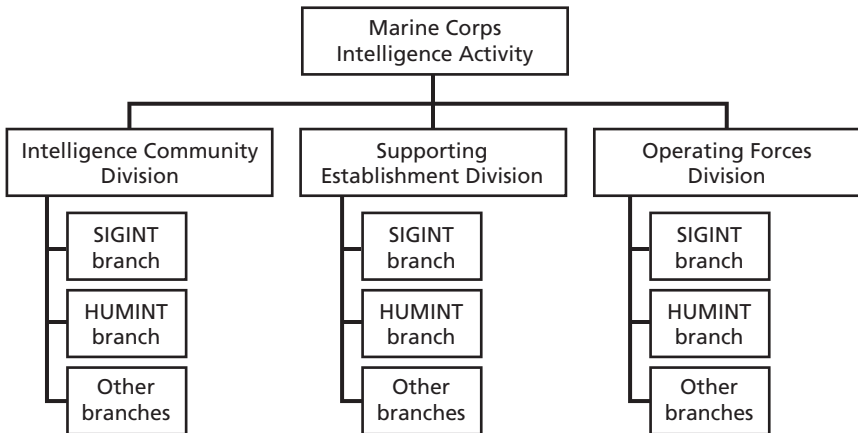 Marine Corps
Intelligence Activity
Intelligence Community
Division
SIGINT
branch
HUMINT
branch
Other
branches
Supporting
Establishment Division
SIGINT
branch
HUMINT
branch
Other
branches
Operating Forces
Division
SIGINT
branch
HUMINT
branch
Other
branches